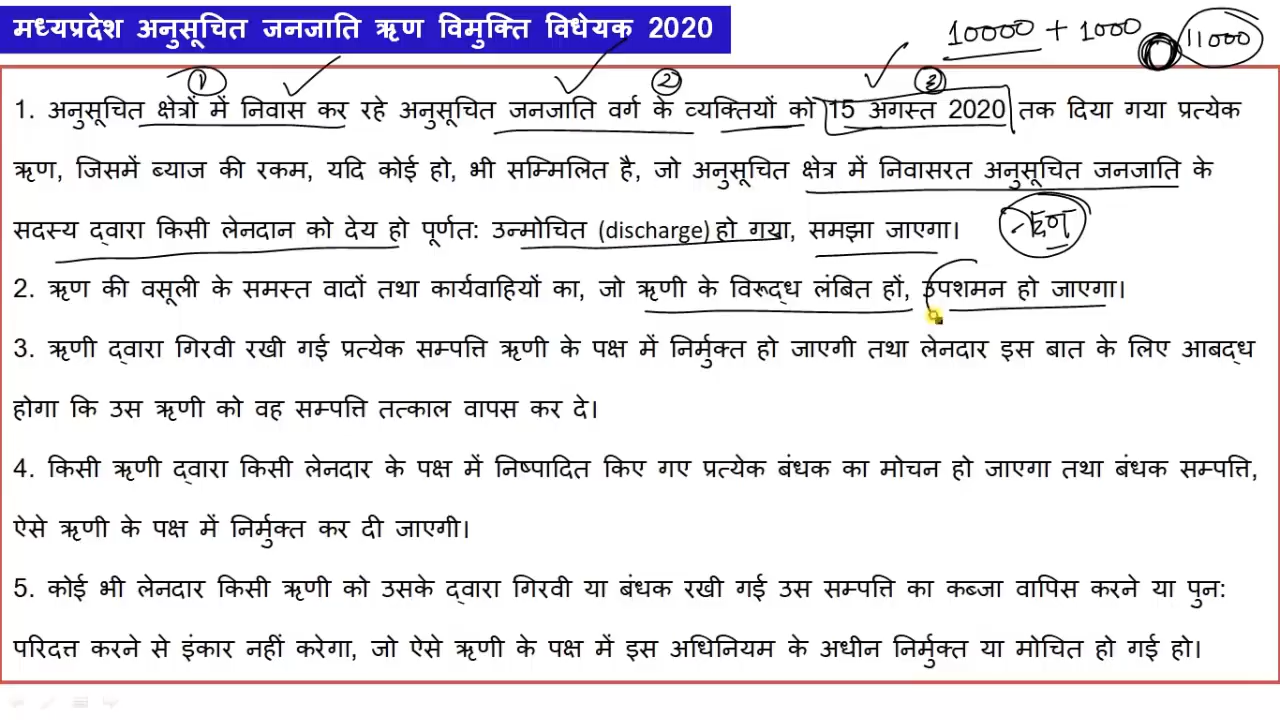 मध्यप्रदेश अनुसूचित जनजाति ऋण विमुक्ति विधेयक 2020
10000 + 1000
11000
1
2
3
1. अनुसूचित क्षेत्रों में निवास कर रहे अनुसूचित जनजाति वर्ग के व्यक्तियों को 15 अगस्त 2020 तक दिया गया प्रत्येक
ऋण, जिसमें ब्याज की रकम, यदि कोई हो, भी सम्मिलित है, जो अनुसूचित क्षेत्र में निवासरत अनुसूचित जनजाति के
सदस्य द्वारा किसी लेनदान को देय हो पूर्णत: उन्मोचित (discharge) हो गया, समझा जाएगा।
2. ऋण की वसूली के समस्त वादों तथा कार्यवाहियों का, जो ऋणी के विरूद्ध लंबित हों, उपशमन हो जाएगा।
3. ऋणी द्वारा गिरवी रखी गई प्रत्येक सम्पत्ति ऋणी के पक्ष में निर्मुक्त हो जाएगी तथा लेनदार इस बात के लिए आबद्ध
होगा कि उस ऋणी को वह सम्पत्ति तत्काल वापस कर दे।
4. किसी ऋणी द्वारा किसी लेनदार के पक्ष में निष्पादित किए गए प्रत्येक बंधक का मोचन हो जाएगा तथा बंधक सम्पत्ति,
ऐसे ऋणी के पक्ष में निर्मुक्त कर दी जाएगी।
5. कोई भी लेनदार किसी ऋणी को उसके द्वारा गिरवी या बंधक रखी गई उस सम्पत्ति का कब्जा वापिस करने या पुन:
परिदत्त करने से इंकार नहीं करेगा, जो ऐसे ऋणी के पक्ष में इस अधिनियम के अधीन निर्मुक्त या मोचित हो गई हो।